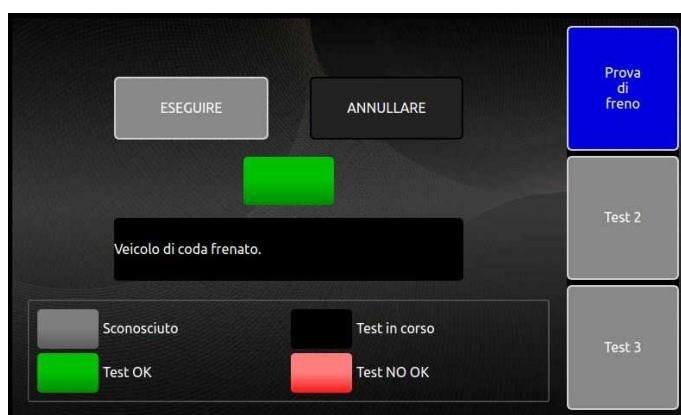 ESEGUIRE
ANNULLARE
Veicolo di coda frenato.
Sconosciuto
Test in corso
Test OK
Test NO OK
Prova
di
freno
Test 2
Test 3